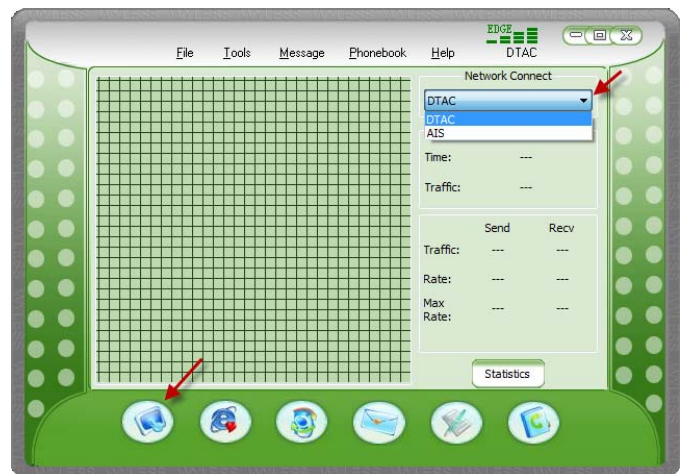 EDGE
File Tools Message Phonebook Help DTAC
Network Connect
DTAC
DTAC
AIS
Time: ---
Traffic: ---
Send Recv
Traffic: --- ---
Rate: --- ---
Max
Rate: --- ---
Statistics